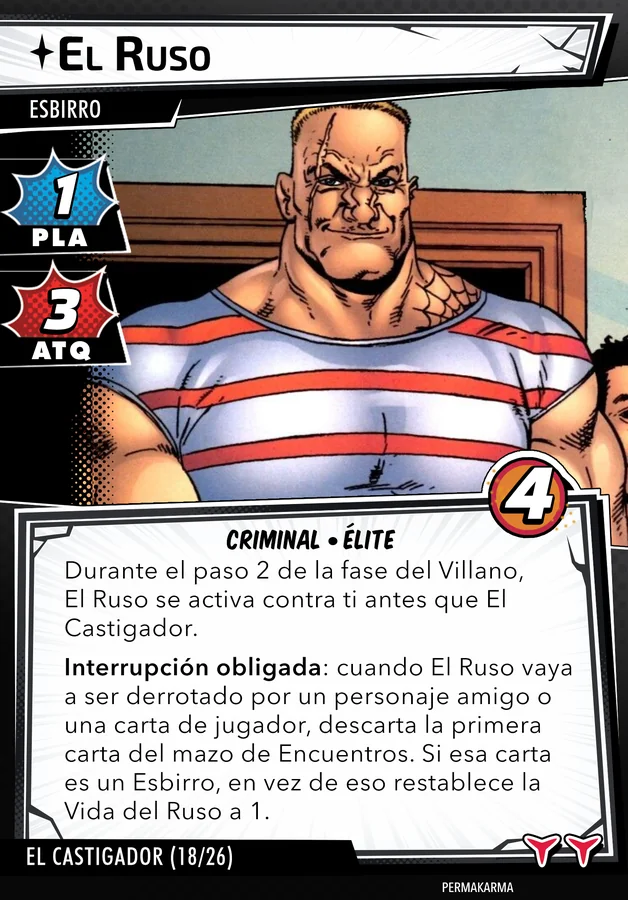 El Ruso
ESBIRRO
1
PLA
3
ATQ
4
CRIMINAL • ÉLITE
Durante el paso 2 de la fase del Villano,
El Ruso se activa contra ti antes que El
Castigador.
Interrupción obligada: cuando El Ruso vaya
a ser derrotado por un personaje amigo o
una carta de jugador, descarta la primera
carta del mazo de Encuentros. Si esa carta
es un Esbirro, en vez de eso restablece la
Vida del Ruso a 1.
EL CASTIGADOR (18/26)
PERMAKARMA